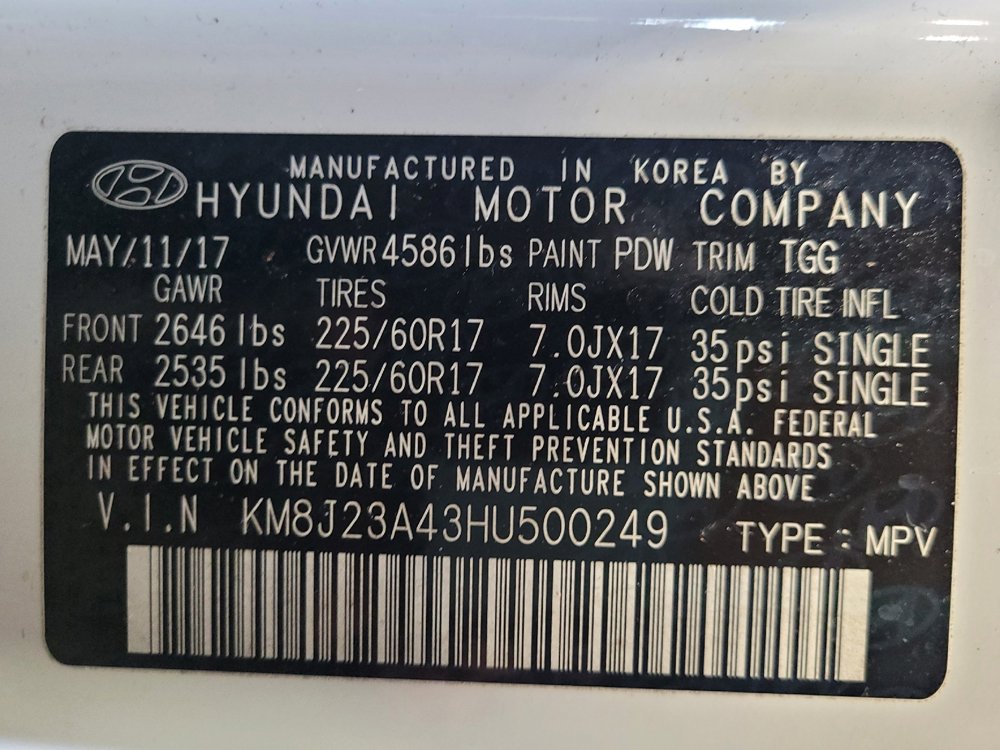 MANUFACTURED IN KOREA BY
HYUNDAI MOTOR COMPANY
MAY/11/17 GVWR 4586 lbs PAINT PDW TRIM TGG
GAWR TIRES RIMS COLD TIRE INFL
FRONT 2646 lbs 225/60R17 7.0JX17 35psi SINGLE
REAR 2535 lbs 225/60R17 7.0JX17 35psi SINGLE
THIS VEHICLE CONFORMS TO ALL APPLICABLE U.S.A. FEDERAL
MOTOR VEHICLE SAFETY AND THEFT PREVENTION STANDARDS
IN EFFECT ON THE DATE OF MANUFACTURE SHOWN ABOVE
V.I.N KM8J23A43HU500249 TYPE : MPV